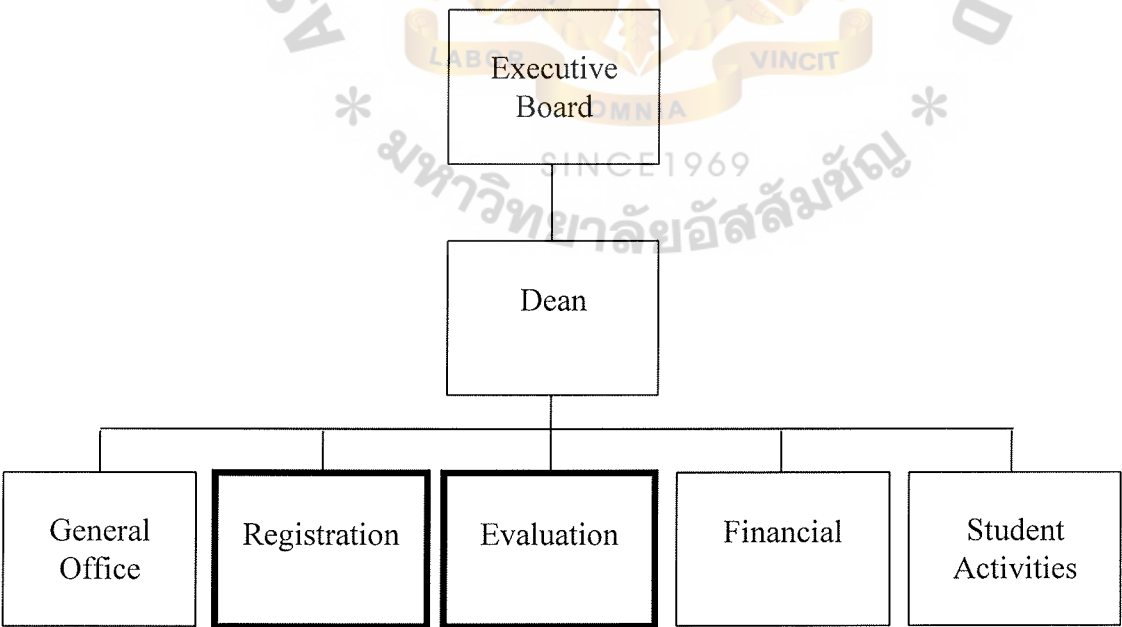 LABOR
VINCIT
Executive
Board
OMNIA
SINCE1969
มหาวิทยาลัยอัสสัมชัญ
Dean
General
Office
Registration
Evaluation
Financial
Student
Activities